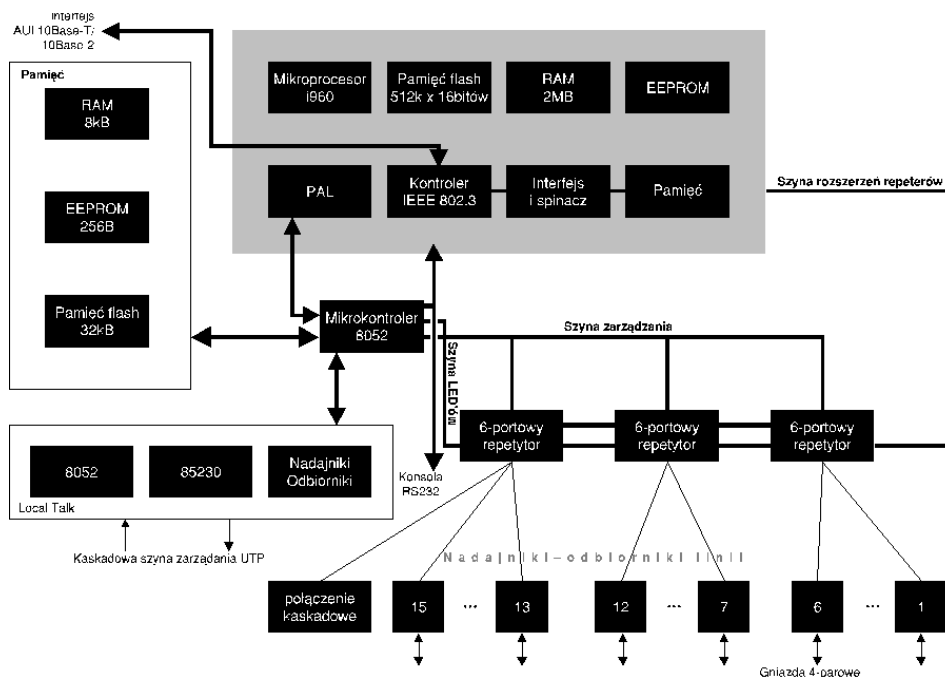 Interfejs
AUI 10Base-T/
10Base-2
Pamięć
RAM
8kB
EEPROM
256B
Pamięć flash
32kB
Mikroprocesor
i960
Pamięć flash
512k x 16bitów
RAM
2MB
EEPROM
PAL
Kontroler
IEEE 802.3
Interfejs
i spinacz
Pamięć
Szyna rozszerzeń repeterów
Mikrokontroler
8052
Szyna zarządzania
Szyna LED'ów
6-portowy
repetytor
6-portowy
repetytor
6-portowy
repetytor
8052
85230
Nadajniki
Odbiorniki
Local Talk
Konsola
RS232
Kaskadowa szyna zarządania UTP
Nadajniki-odbiorniki linii
połączenie
kaskadowe
15 ... 13
12 ... 7
6 ... 1
Gniazda 4-parowe